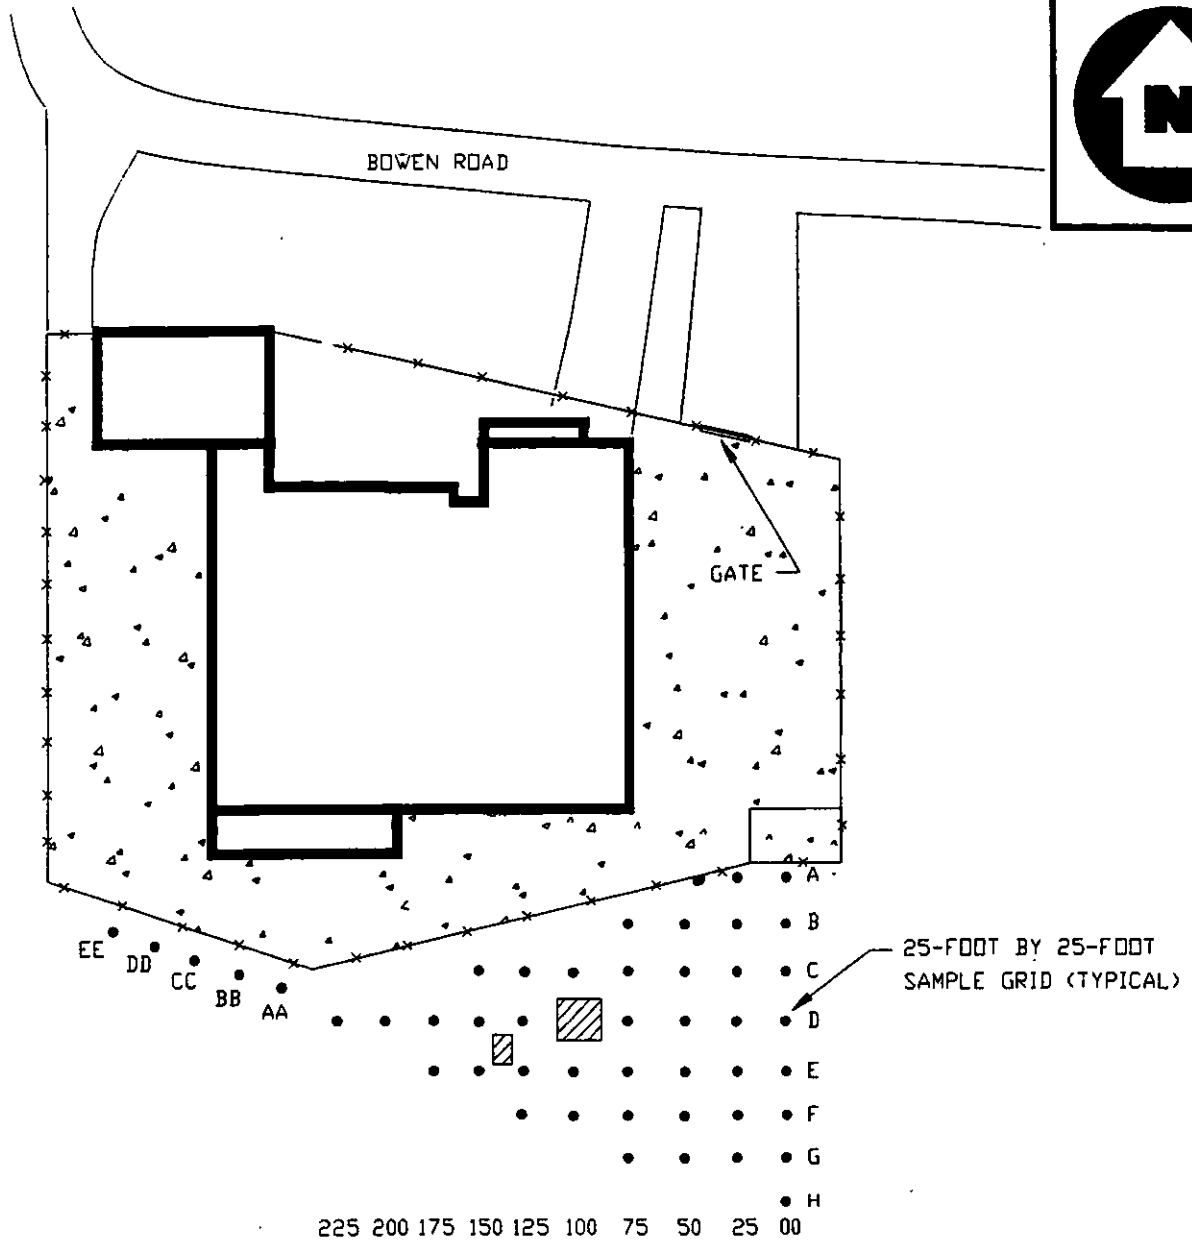 N
BOWEN ROAD
GATE
A
B
25-FOOT BY 25-FOOT
SAMPLE GRID (TYPICAL)
C
D
E
F
G
H
EE
DD
CC
BB
AA
225 200 175 150 125 100 75 50 25 00